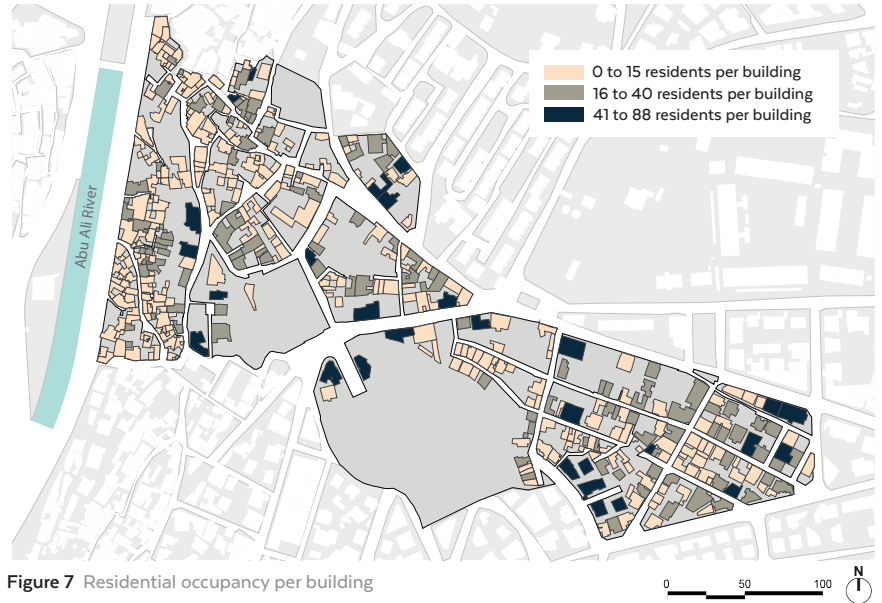 0 to 15 residents per building
16 to 40 residents per building
41 to 88 residents per building
Abu Ali River
Figure 7 Residential occupancy per building
0 50 100
N